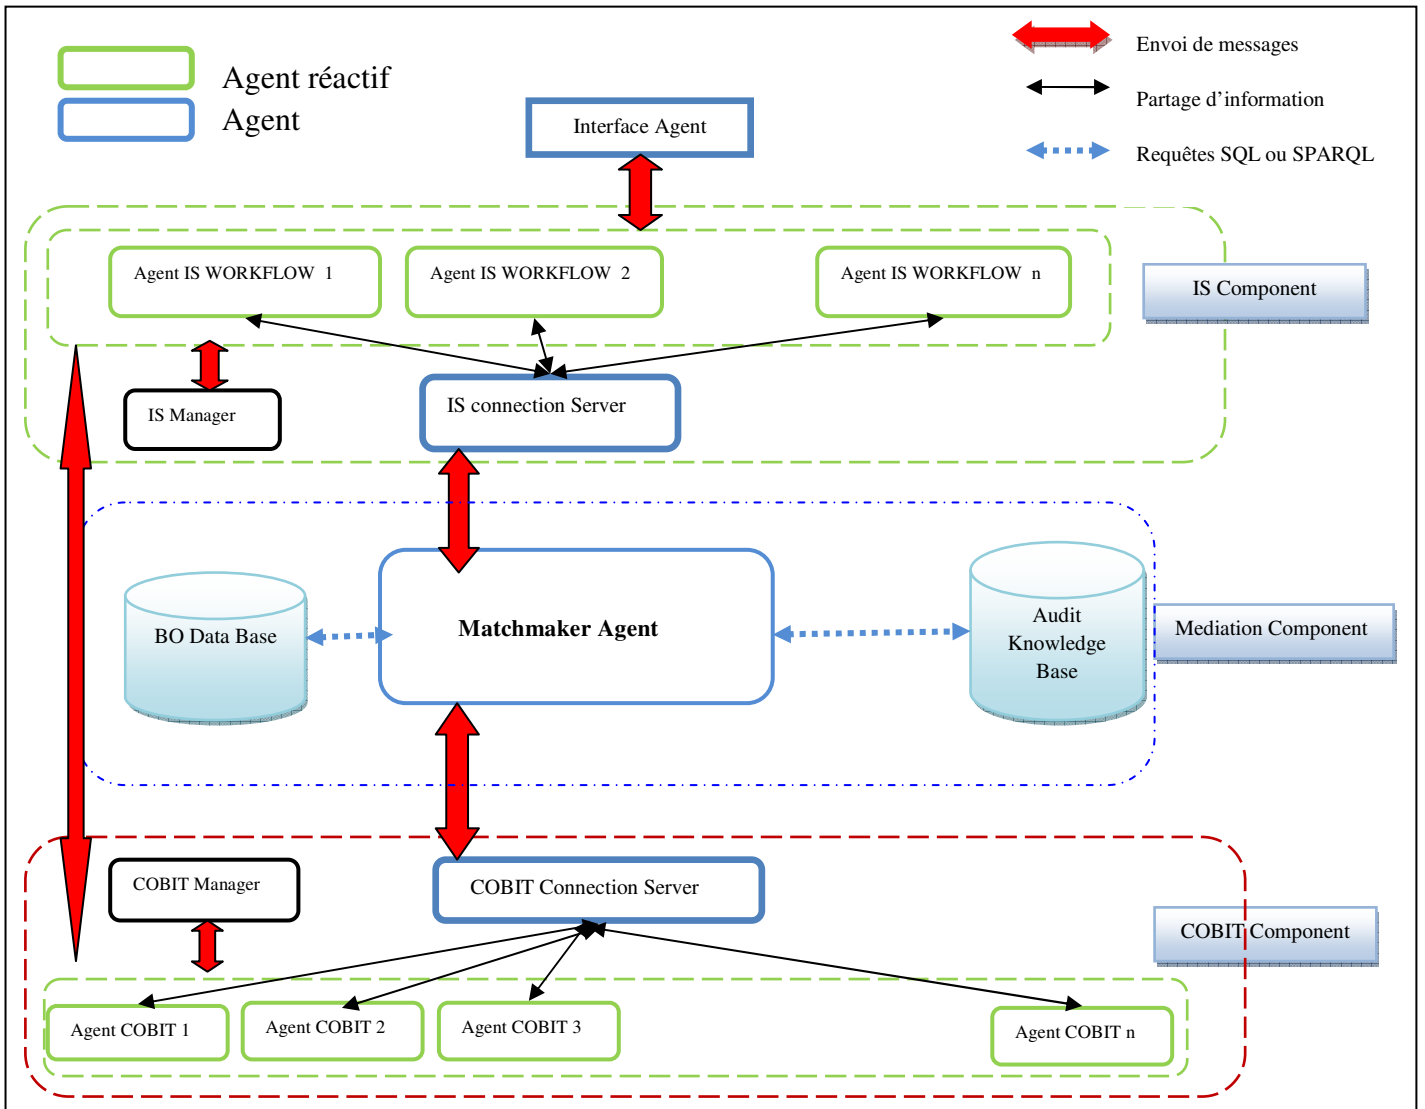 Agent réactif
Agent
Envoi de messages
Partage d'information
Requêtes SQL ou SPARQL
Interface Agent
Agent IS WORKFLOW 1
Agent IS WORKFLOW 2
Agent IS WORKFLOW n
IS Component
IS Manager
IS connection Server
BO Data Base
Matchmaker Agent
Audit
Knowledge
Base
Mediation Component
COBIT Manager
COBIT Connection Server
COBIT Component
Agent COBIT 1
Agent COBIT 2
Agent COBIT 3
Agent COBIT n